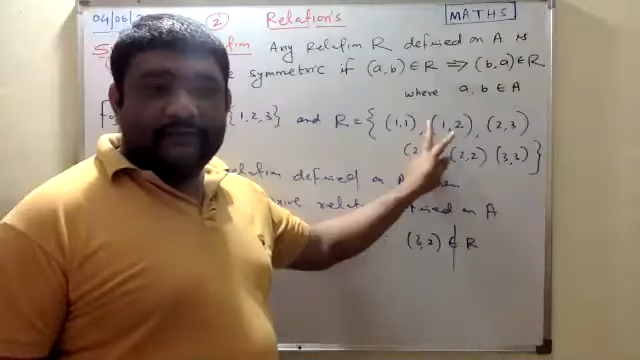 04/06/ 2 Relation's MATHS
Any Relation R defined on A is
symmetric if (a, b) ∈ R ⟹ (b, a) ∈ R
where a, b ∈ A
{1, 2, 3} and R = { (1,1), (1,2), (2,3)
(2 (2,2) (3,3) }
defined on A
defined on A
(3,2) ∉ R